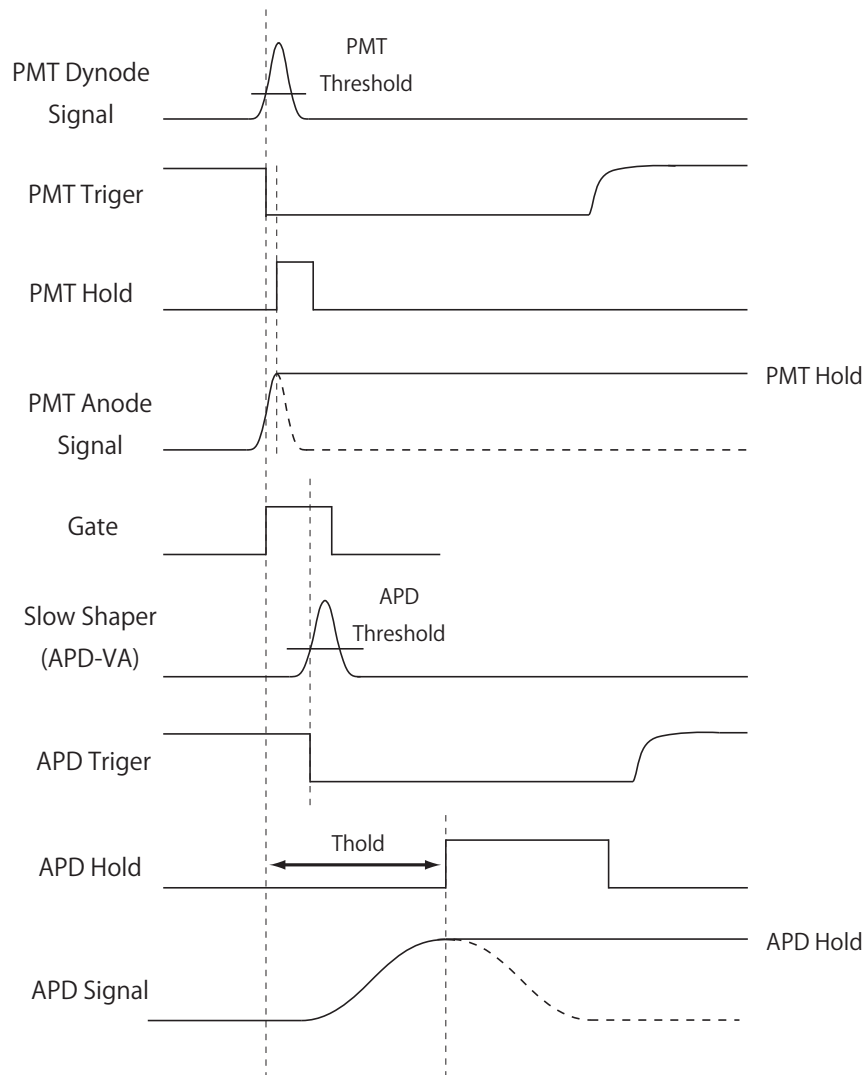 PMT Dynode
Signal
PMT
Threshold
PMT Triger
PMT Hold
PMT Anode
Signal
PMT Hold
Gate
Slow Shaper
(APD-VA)
APD
Threshold
APD Triger
APD Hold
Thold
APD Signal
APD Hold